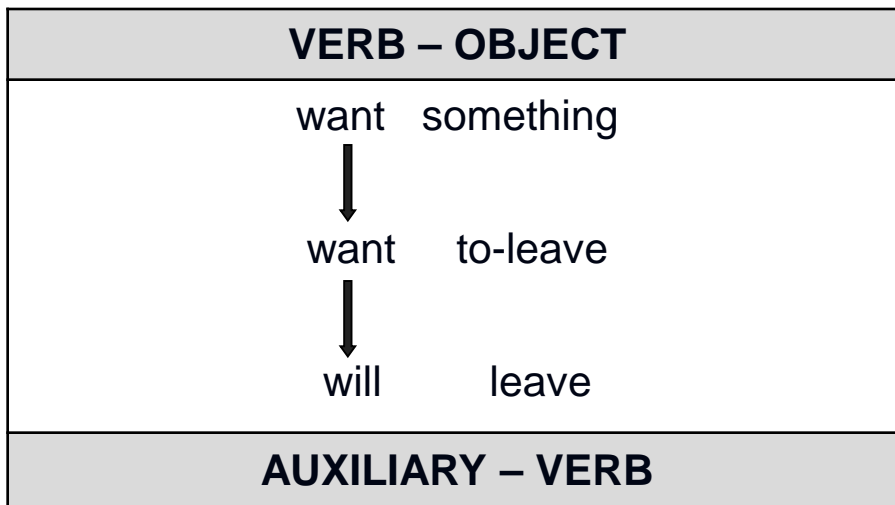 VERB – OBJECT
want something
want to-leave
will leave
AUXILIARY – VERB